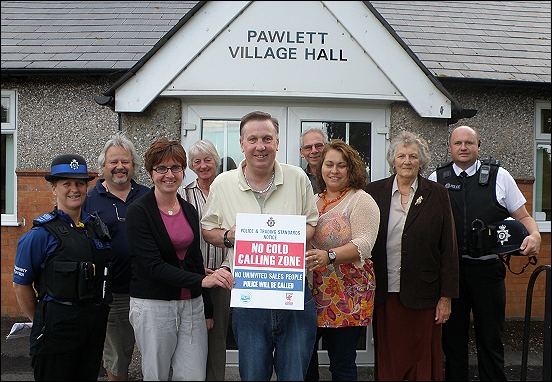 PAWLETT
VILLAGE HALL
POLICE & TRADING STANDARDS
NOTICE
NO COLD
CALLING ZONE
NO UNINVITED SALES PEOPLE
POLICE WILL BE CALLED